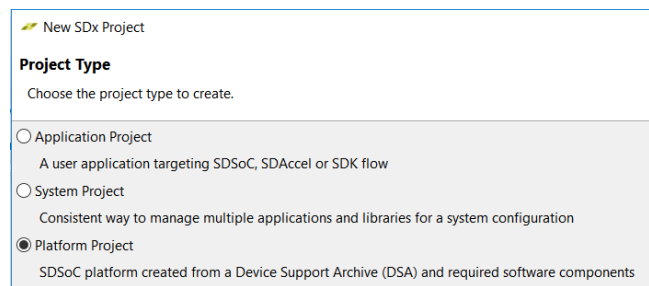 New SDx Project
Project Type
Choose the project type to create.
Application Project
A user application targeting SDSoC, SDAccel or SDK flow
System Project
Consistent way to manage multiple applications and libraries for a system configuration
Platform Project
SDSoC platform created from a Device Support Archive (DSA) and required software components